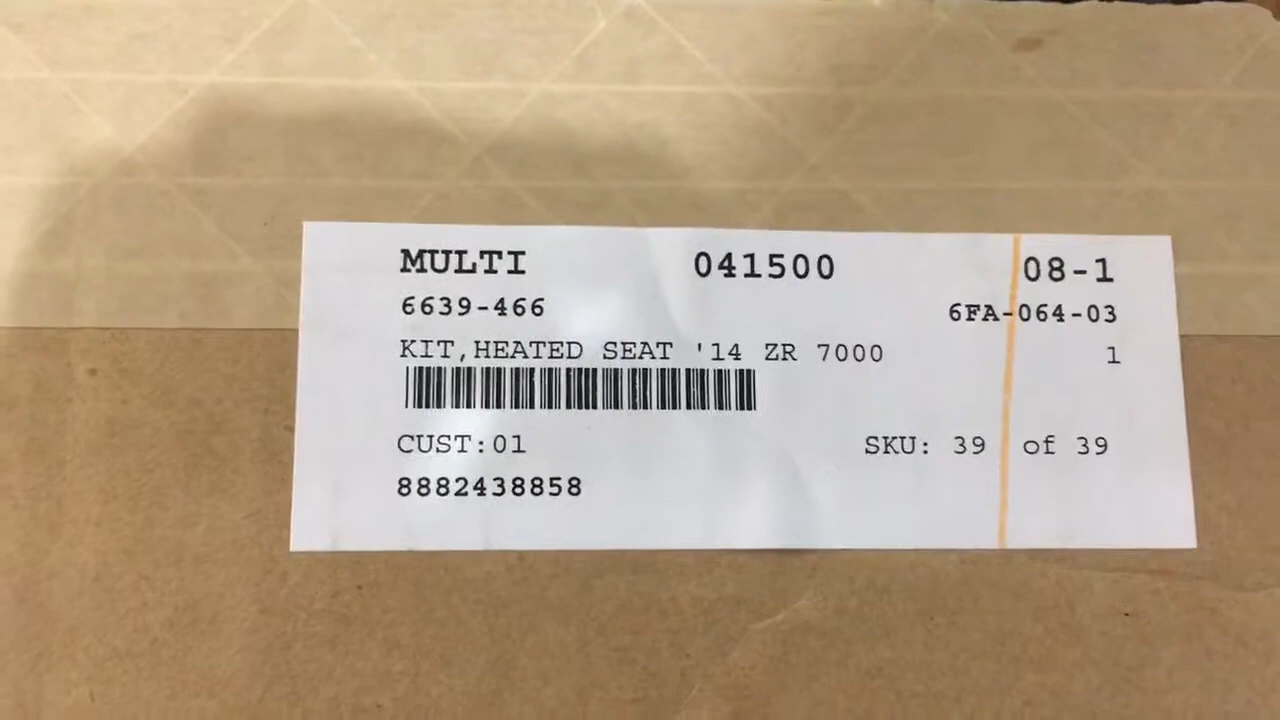 MULTI 041500 08-1
6639-466 6FA-064-03
KIT,HEATED SEAT '14 ZR 7000 1
CUST:01 SKU: 39 of 39
8882438858